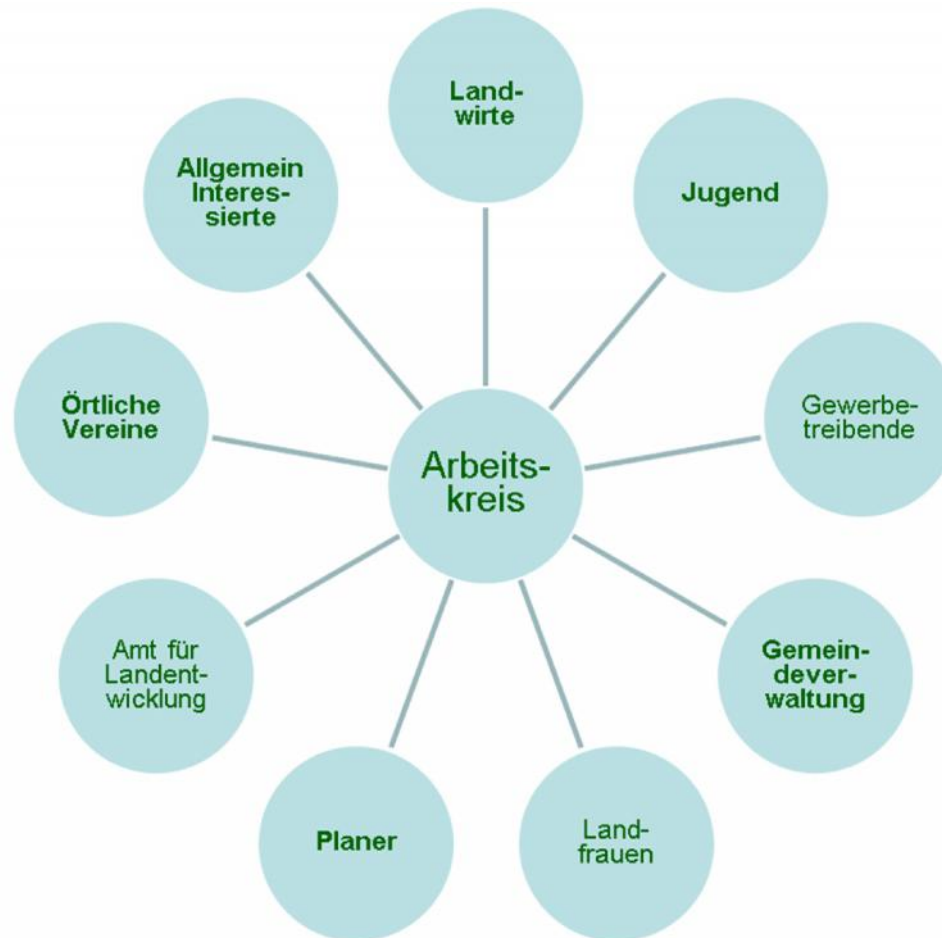 Land-
wirte
Allgemein
Interes-
sierte
Jugend
Örtliche
Vereine
Gewerbe-
treibende
Arbeits-
kreis
Amt für
Landent-
wicklung
Gemein-
dever-
waltung
Planer
Land-
frauen